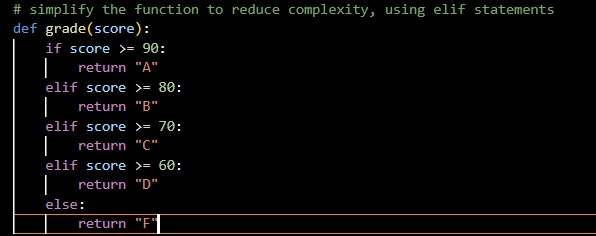 # simplify the function to reduce complexity, using elif statements
def grade(score):
    if score >= 90:
        return "A"
    elif score >= 80:
        return "B"
    elif score >= 70:
        return "C"
    elif score >= 60:
        return "D"
    else:
        return "F"